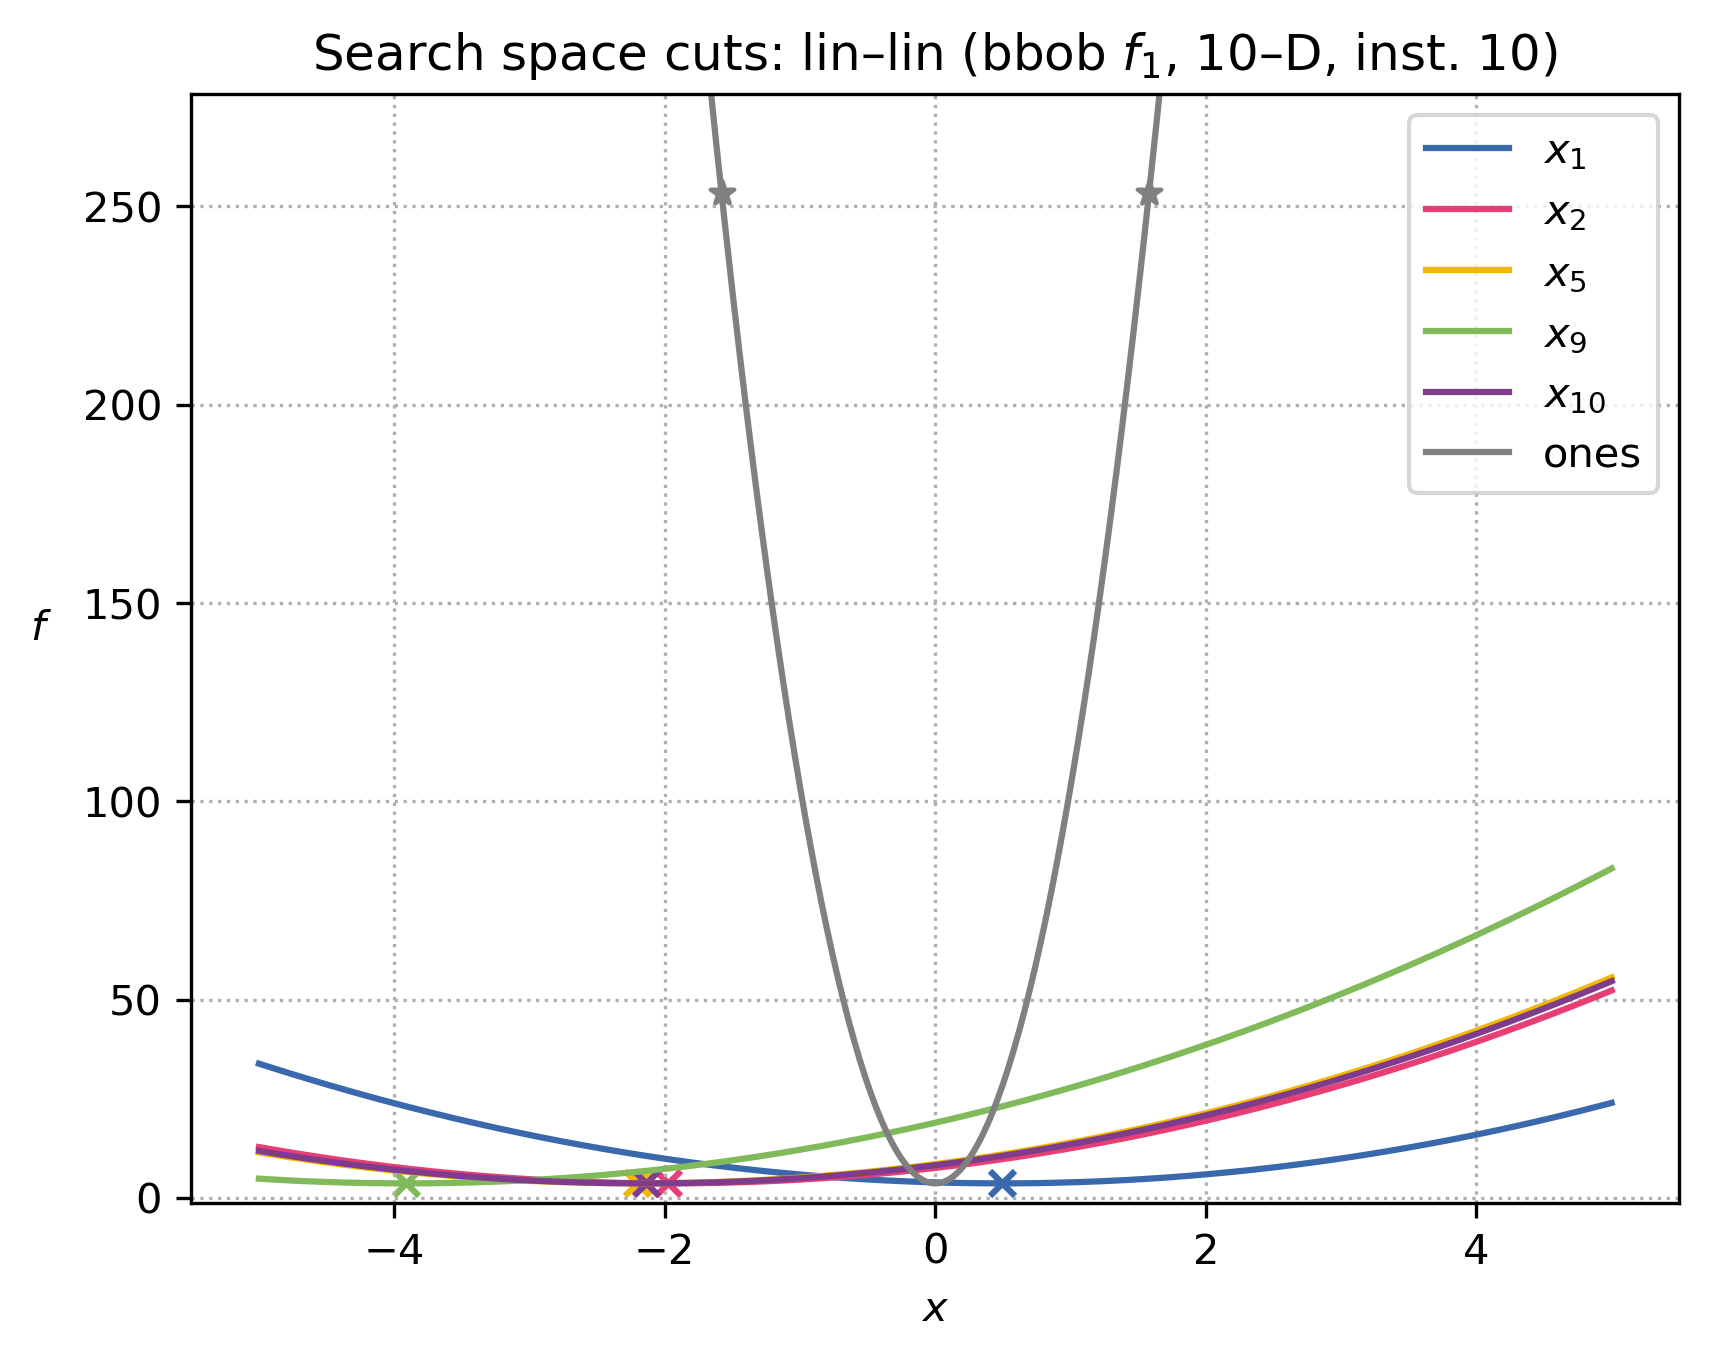 Search space cuts: lin–lin (bbob f₁, 10–D, inst. 10)
x₁
x₂
x₅
x₉
x₁₀
ones
250
200
150
100
50
0
f
−4 −2 0 2 4
x